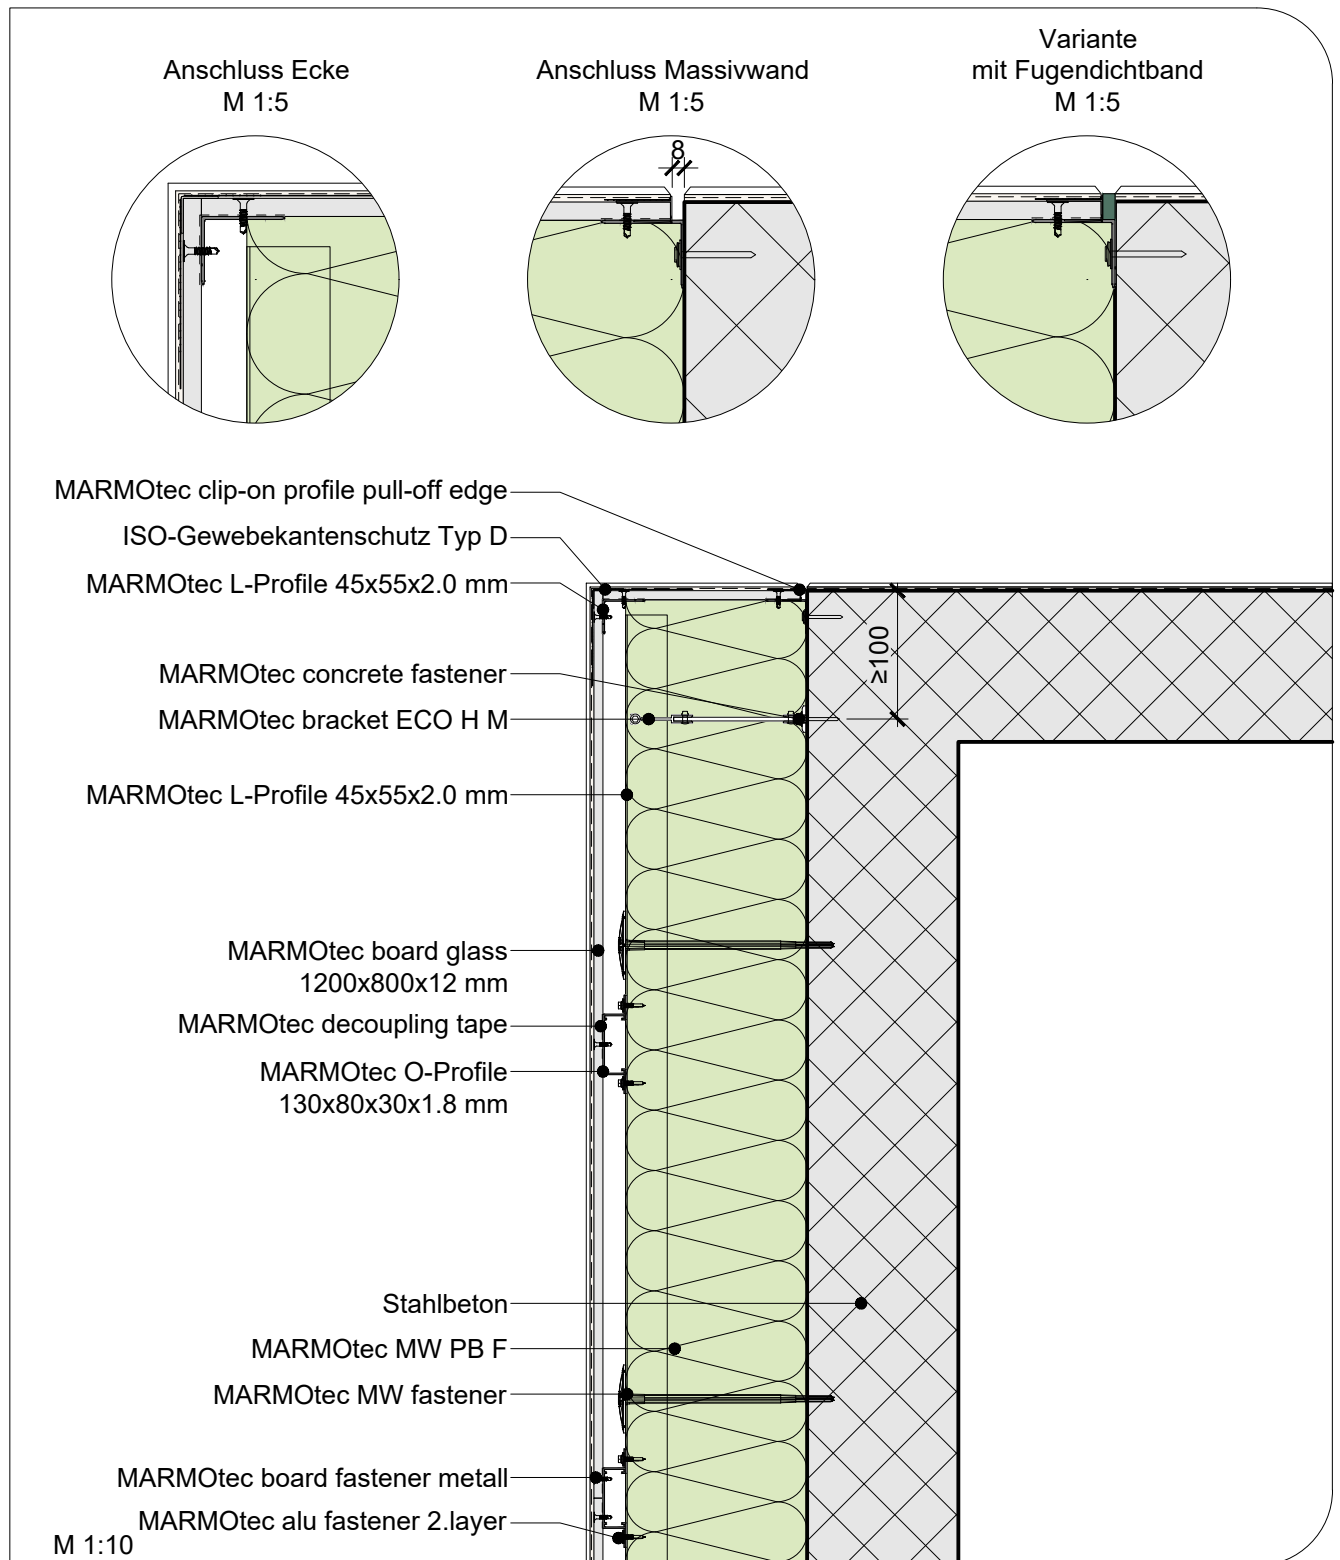 Anschluss Ecke
M 1:5
Anschluss Massivwand
M 1:5
Variante
mit Fugendichtband
M 1:5
8
MARMOtec clip-on profile pull-off edge
ISO-Gewebekantenschutz Typ D
MARMOtec L-Profile 45x55x2.0 mm
MARMOtec concrete fastener
≥100
MARMOtec bracket ECO H M
MARMOtec L-Profile 45x55x2.0 mm
MARMOtec board glass
1200x800x12 mm
MARMOtec decoupling tape
MARMOtec O-Profile
130x80x30x1.8 mm
Stahlbeton
MARMOtec MW PB F
MARMOtec MW fastener
MARMOtec board fastener metall
MARMOtec alu fastener 2.layer
M 1:10